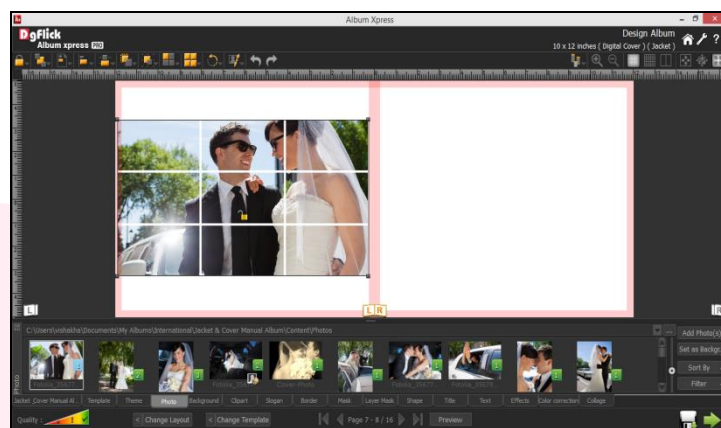 Album Xpress
DgFlick
Album xpress PRO
Design Album
10 x 12 inches ( Digital Cover ) ( Jacket )
L
L R
R
C:\Users\vishakha\Documents\My Albums\International\Jacket & Cover Manual Album\Content\Photos
Add Photo(s)
Set as Backgr
Sort By
Filter
Photo
Cover-Photo
Jacket Cover Manual Al.. Template Theme Photo Background Clipart Slogan Border Mask Layer Mask Shape Title Text Effects Color correction Collage
Quality : < Change Layout < Change Template Page 7 - 8 / 16 Preview